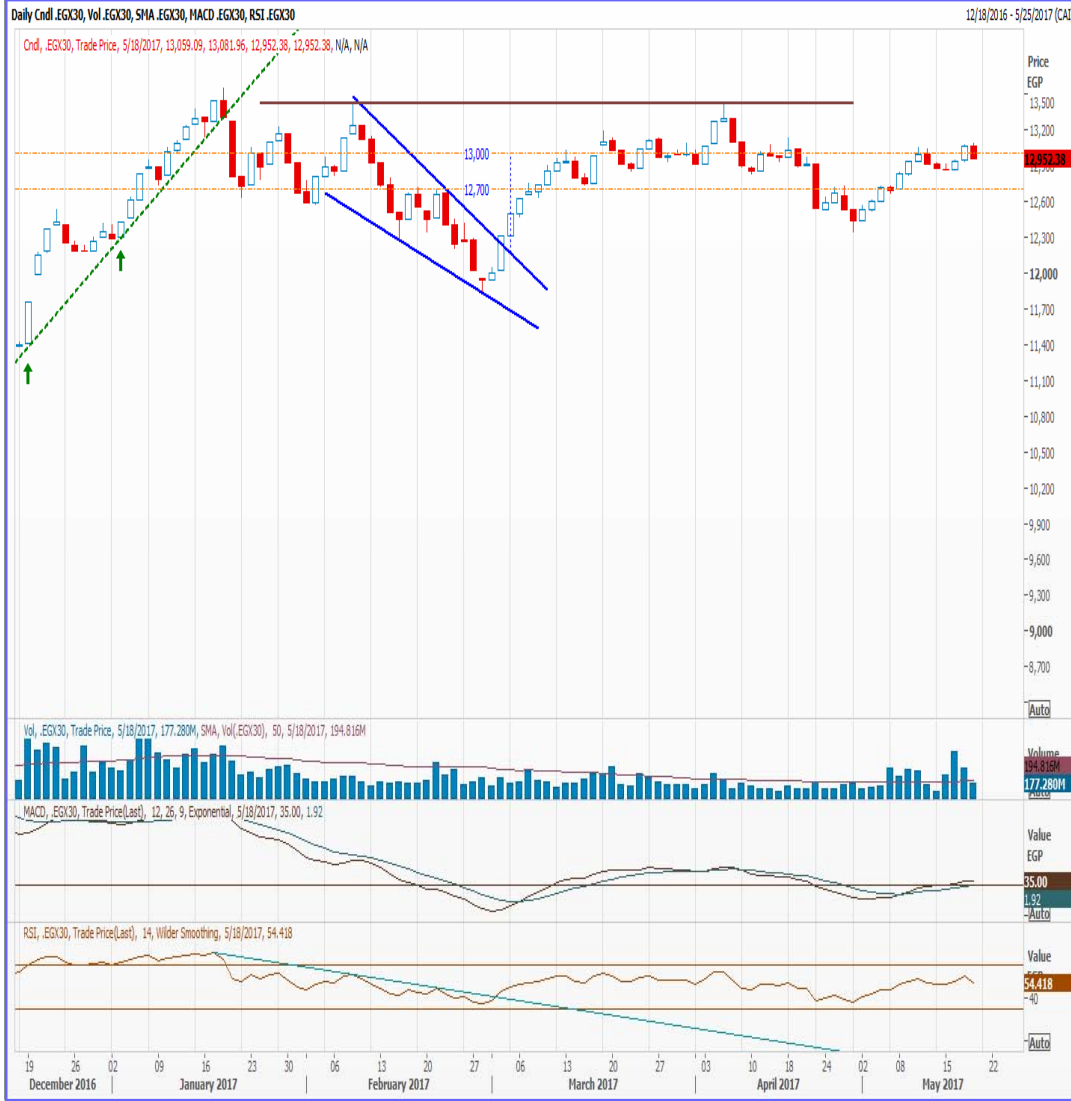 Daily Cndl .EGX30, Vol .EGX30, SMA .EGX30, MACD .EGX30, RSI .EGX30
12/18/2016 - 5/25/2017 (CAI
Cndl, .EGX30, Trade Price, 5/18/2017, 13,059.09, 13,081.96, 12,952.38, 12,952.38, N/A, N/A
Price
EGP
13,500
13,200
13,000
12,952.38
12,900
12,700
12,600
12,300
12,000
11,700
11,400
11,100
10,800
10,500
10,200
9,900
9,600
9,300
9,000
8,700
Auto
Vol, .EGX30, Trade Price, 5/18/2017, 177.280M, SMA, Vol(.EGX30), 50, 5/18/2017, 194.816M
Volume
194.816M
177.280M
Auto
MACD, .EGX30, Trade Price(Last), 12, 26, 9, Exponential, 5/18/2017, 35.00, 1.92
Value
EGP
35.00
1.92
Auto
RSI, .EGX30, Trade Price(Last), 14, Wilder Smoothing, 5/18/2017, 54.418
Value
EGP
54.418
40
Auto
19 26 02 09 16 23 30 06 13 20 27 06 13 19 27 03 10 18 24 02 08 15 22
December 2016 January 2017 February 2017 March 2017 April 2017 May 2017